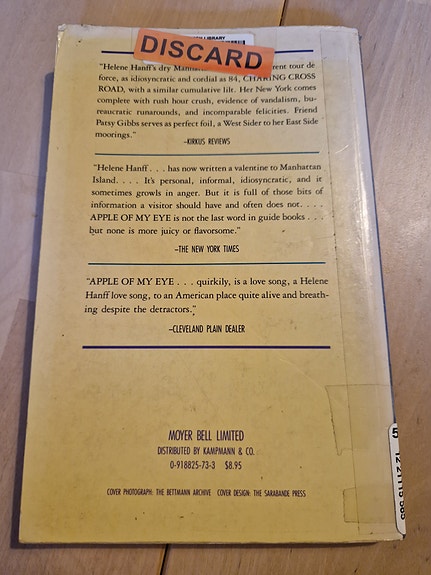 LIBRARY
DISCARD
"Helene Hanff's dry rent tour de
force, as idiosyncratic and cordial as 84, CHARING CROSS
ROAD, with a similar cumulative lift. Her New York comes
complete with rush hour crush, evidence of vandalism, bu-
reaucratic runarounds, and incomparable felicities. Friend
Patsy Gibbs serves as perfect foil, a West Sider to her East Side
moorings."
—KIRKUS REVIEWS
"Helene Hanff . . . has now written a valentine to Manhattan
Island. . . . It's personal, informal, idiosyncratic, and it
sometimes growls in anger. But it is full of those bits of
information a visitor should have and often does not. . . .
APPLE OF MY EYE is not the last word in guide books . . .
but none is more juicy or flavorsome."
—THE NEW YORK TIMES
"APPLE OF MY EYE . . . quirkily, is a love song, a Helene
Hanff love song, to an American place quite alive and breath-
ing despite the detractors."
—CLEVELAND PLAIN DEALER
MOYER BELL LIMITED
DISTRIBUTED BY KAMPMANN & CO.
0-918825-73-3 $8.95
COVER PHOTOGRAPH: THE BETTMANN ARCHIVE COVER DESIGN: THE SARABANDE PRESS
5